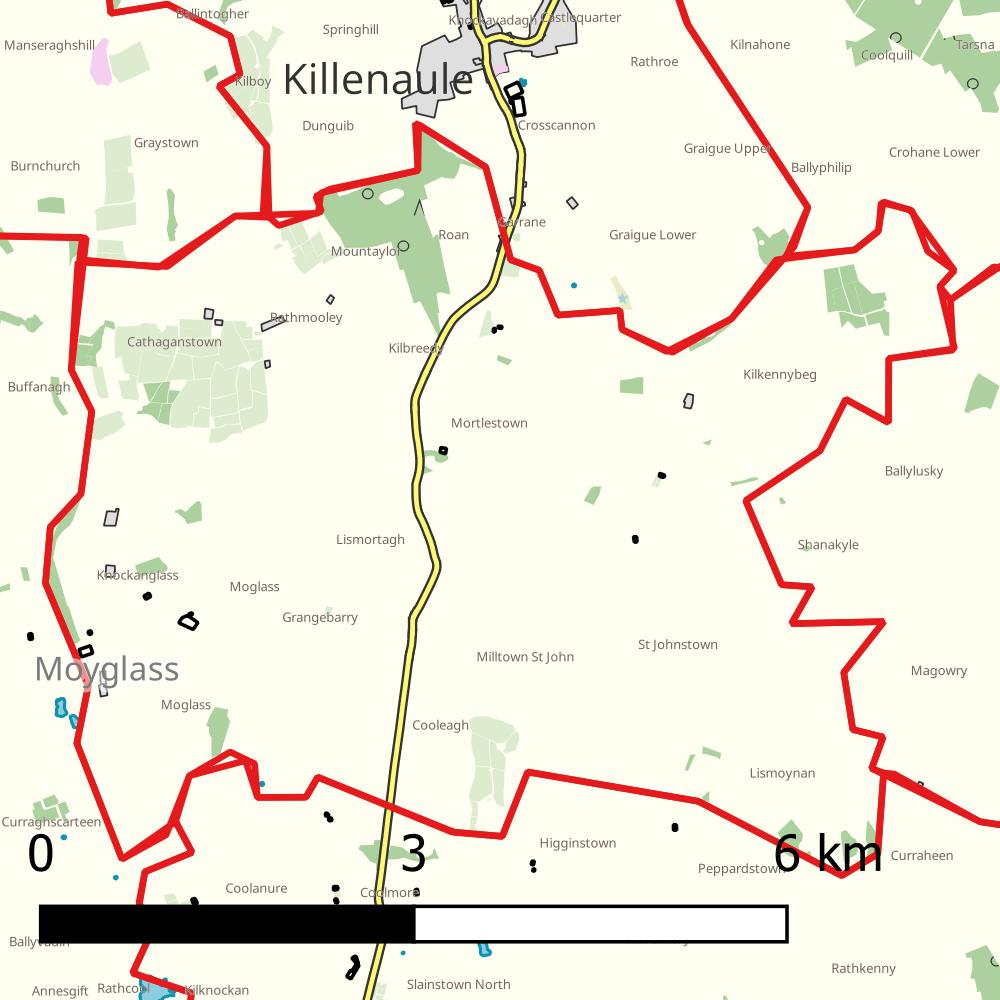 Ballintogher
Knockavadagh
Castlequarter
Springhill
Manseraghshill
Kilnahone
Tarsna
Coolquill
Rathroe
Killenaule
Kilboy
Dunguib
Crosscannon
Graystown
Graigue Upper
Crohane Lower
Burnchurch
Ballyphilip
Garrane
Roan
Graigue Lower
Mountaylor
Rathmooley
Cathaganstown
Kilbreedy
Kilkennybeg
Buffanagh
Mortlestown
Ballylusky
Lismortagh
Shanakyle
Knockanglass
Moglass
Grangebarry
St Johnstown
Milltown St John
Moyglass
Magowry
Moglass
Cooleagh
Lismoynan
Curraghscarteen
Higginstown
0 3 6 km
Curraheen
Peppardstown
Coolanure
Coolmore
Rathkenny
Slainstown North
Annesgift
Rathcool
Kilknockan